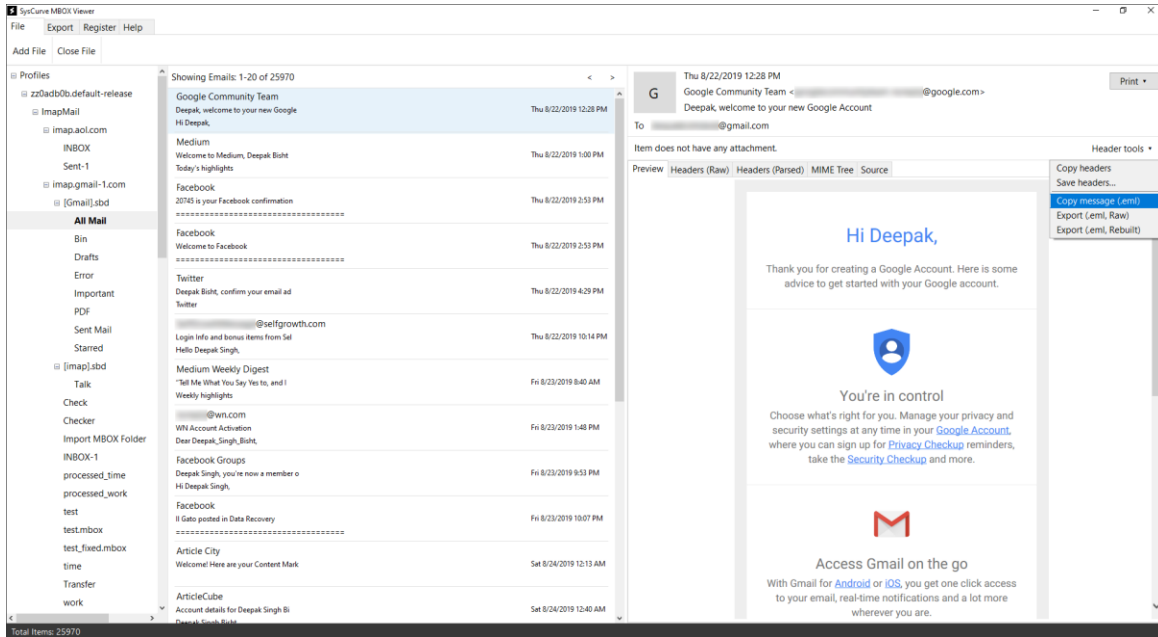 SysCurve MBOX Viewer
File Export Register Help
Add File Close File
Profiles
zz0adb0b.default-release
ImapMail
imap.aol.com
INBOX
Sent-1
imap.gmail-1.com
[Gmail].sbd
All Mail
Bin
Drafts
Error
Important
PDF
Sent Mail
Starred
[imap].sbd
Talk
Check
Checker
Import MBOX Folder
INBOX-1
processed_time
processed_work
test
test.mbox
test_fixed.mbox
time
Transfer
work
Showing Emails: 1-20 of 25970 < >
Google Community Team
Deepak, welcome to your new Google Thu 8/22/2019 12:28 PM
Hi Deepak,
Medium
Welcome to Medium, Deepak Bisht Thu 8/22/2019 1:00 PM
Today's highlights
Facebook
20745 is your Facebook confirmation Thu 8/22/2019 2:53 PM
==================================
Facebook
Welcome to Facebook Thu 8/22/2019 2:53 PM
==================================
Twitter
Deepak Bisht, confirm your email ad Thu 8/22/2019 4:29 PM
Twitter
@selfgrowth.com
Login Info and bonus items from Sel Thu 8/22/2019 10:14 PM
Hello Deepak Singh,
Medium Weekly Digest
"Tell Me What You Say Yes to, and I Fri 8/23/2019 8:40 AM
Weekly highlights
@wn.com
WN Account Activation Fri 8/23/2019 1:48 PM
Dear Deepak_Singh_Bisht,
Facebook Groups
Deepak Singh, you're now a member o Fri 8/23/2019 9:53 PM
Hi Deepak Singh,
Facebook
Il Gato posted in Data Recovery Fri 8/23/2019 10:07 PM
==================================
Article City
Welcome! Here are your Content Mark Sat 8/24/2019 12:13 AM
ArticleCube
Account details for Deepak Singh Bi Sat 8/24/2019 12:40 AM
Deepak Singh Bisht
G
Thu 8/22/2019 12:28 PM
Google Community Team < @google.com>
Deepak, welcome to your new Google Account
To @gmail.com
Print
Item does not have any attachment.
Header tools
Preview Headers (Raw) Headers (Parsed) MIME Tree Source
Copy headers
Save headers...
Copy message (.eml)
Export (.eml, Raw)
Export (.eml, Rebuilt)
Hi Deepak,
Thank you for creating a Google Account. Here is some
advice to get started with your Google account.
You're in control
Choose what's right for you. Manage your privacy and
security settings at any time in your Google Account,
where you can sign up for Privacy Checkup reminders,
take the Security Checkup and more.
Access Gmail on the go
With Gmail for Android or iOS, you get one click access
to your email, real-time notifications and a lot more
wherever you are.
Total Items: 25970